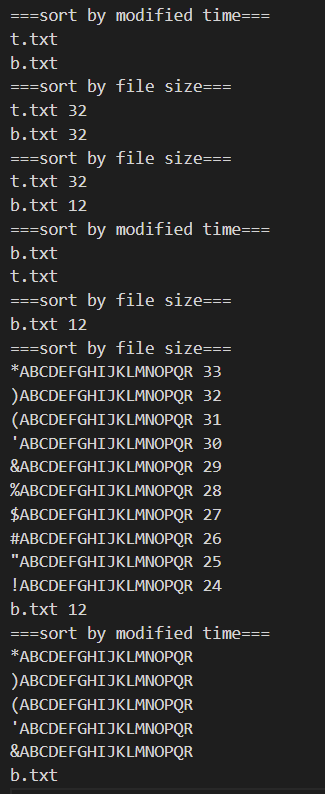 ===sort by modified time===
t.txt
b.txt
===sort by file size===
t.txt 32
b.txt 32
===sort by file size===
t.txt 32
b.txt 12
===sort by modified time===
b.txt
t.txt
===sort by file size===
b.txt 12
===sort by file size===
*ABCDEFGHIJKLMNOPQR 33
)ABCDEFGHIJKLMNOPQR 32
(ABCDEFGHIJKLMNOPQR 31
'ABCDEFGHIJKLMNOPQR 30
&ABCDEFGHIJKLMNOPQR 29
%ABCDEFGHIJKLMNOPQR 28
$ABCDEFGHIJKLMNOPQR 27
#ABCDEFGHIJKLMNOPQR 26
"ABCDEFGHIJKLMNOPQR 25
!ABCDEFGHIJKLMNOPQR 24
b.txt 12
===sort by modified time===
*ABCDEFGHIJKLMNOPQR
)ABCDEFGHIJKLMNOPQR
(ABCDEFGHIJKLMNOPQR
'ABCDEFGHIJKLMNOPQR
&ABCDEFGHIJKLMNOPQR
b.txt